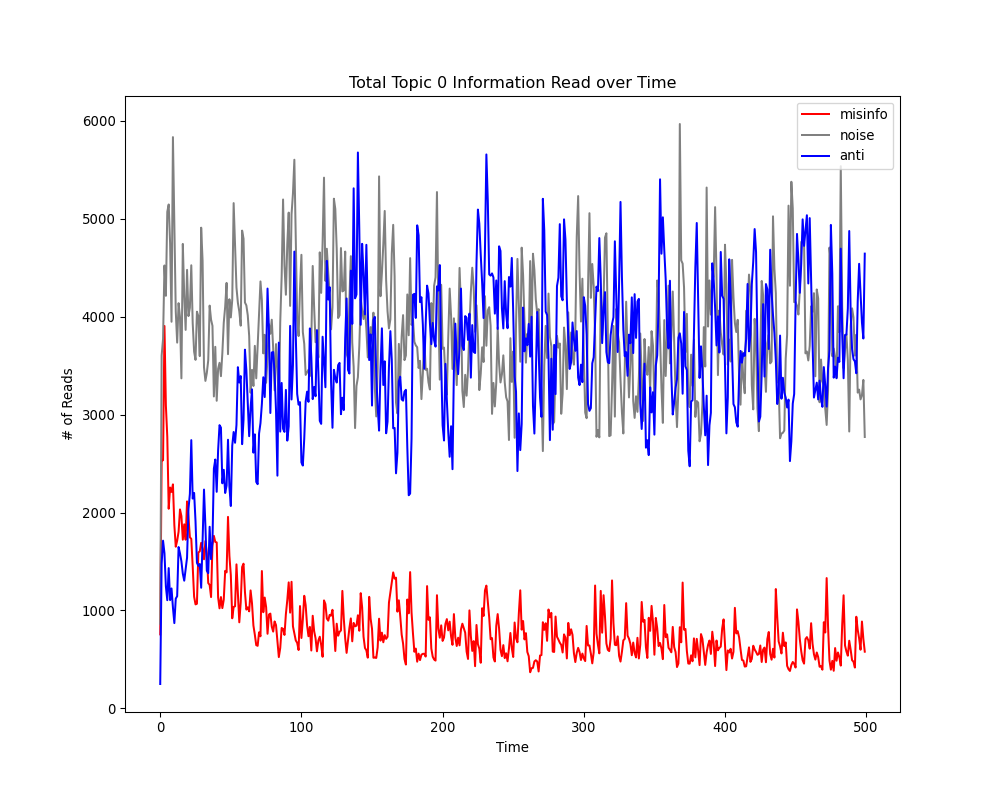 Total Topic 0 Information Read over Time
misinfo
noise
anti
6000
5000
4000
3000
2000
1000
0
# of Reads
0 100 200 300 400 500
Time